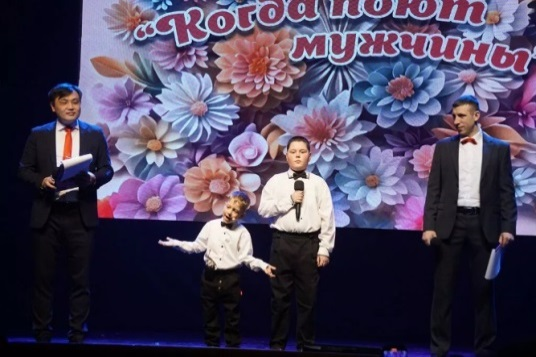 “Когда поют
мужчины”